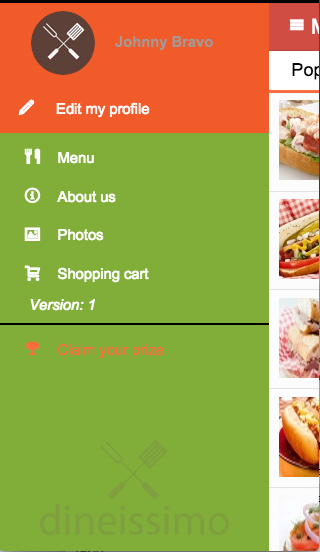 Johnny Bravo
M
Pop
Edit my profile
Menu
About us
Photos
Shopping cart
Version: 1
Claim your prize
dineissimo